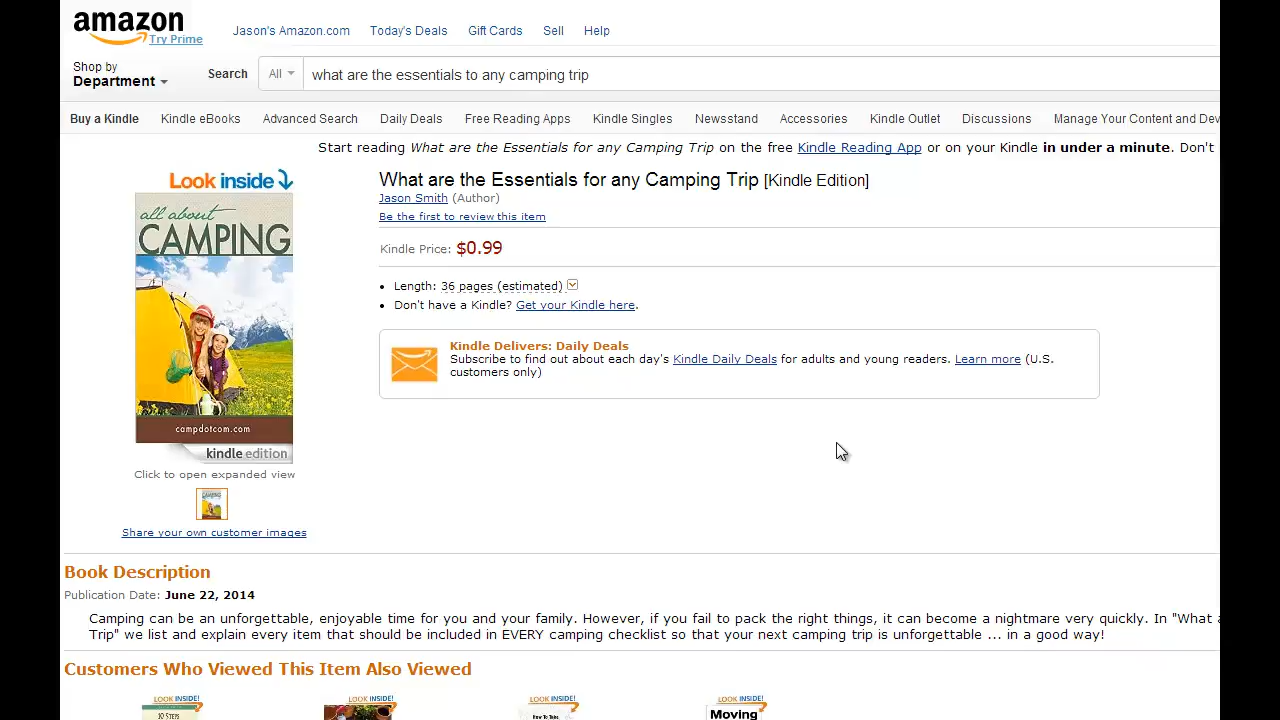 amazon
Try Prime
Jason's Amazon.com Today's Deals Gift Cards Sell Help
Shop by
Department
Search All what are the essentials to any camping trip
Buy a Kindle Kindle eBooks Advanced Search Daily Deals Free Reading Apps Kindle Singles Newsstand Accessories Kindle Outlet Discussions Manage Your Content and Dev
Start reading What are the Essentials for any Camping Trip on the free Kindle Reading App or on your Kindle in under a minute. Don't
Look inside
all about
CAMPING
campdotcom.com
kindle edition
Click to open expanded view
Share your own customer images
What are the Essentials for any Camping Trip [Kindle Edition]
Jason Smith (Author)
Be the first to review this item
Kindle Price: $0.99
• Length: 36 pages (estimated)
• Don't have a Kindle? Get your Kindle here.
Kindle Delivers: Daily Deals
Subscribe to find out about each day's Kindle Daily Deals for adults and young readers. Learn more (U.S.
customers only)
Book Description
Publication Date: June 22, 2014
Camping can be an unforgettable, enjoyable time for you and your family. However, if you fail to pack the right things, it can become a nightmare very quickly. In "What a
Trip" we list and explain every item that should be included in EVERY camping checklist so that your next camping trip is unforgettable ... in a good way!
Customers Who Viewed This Item Also Viewed
LOOK INSIDE! LOOK INSIDE! LOOK INSIDE! LOOK INSIDE!
10 STEPS How To Take Moving